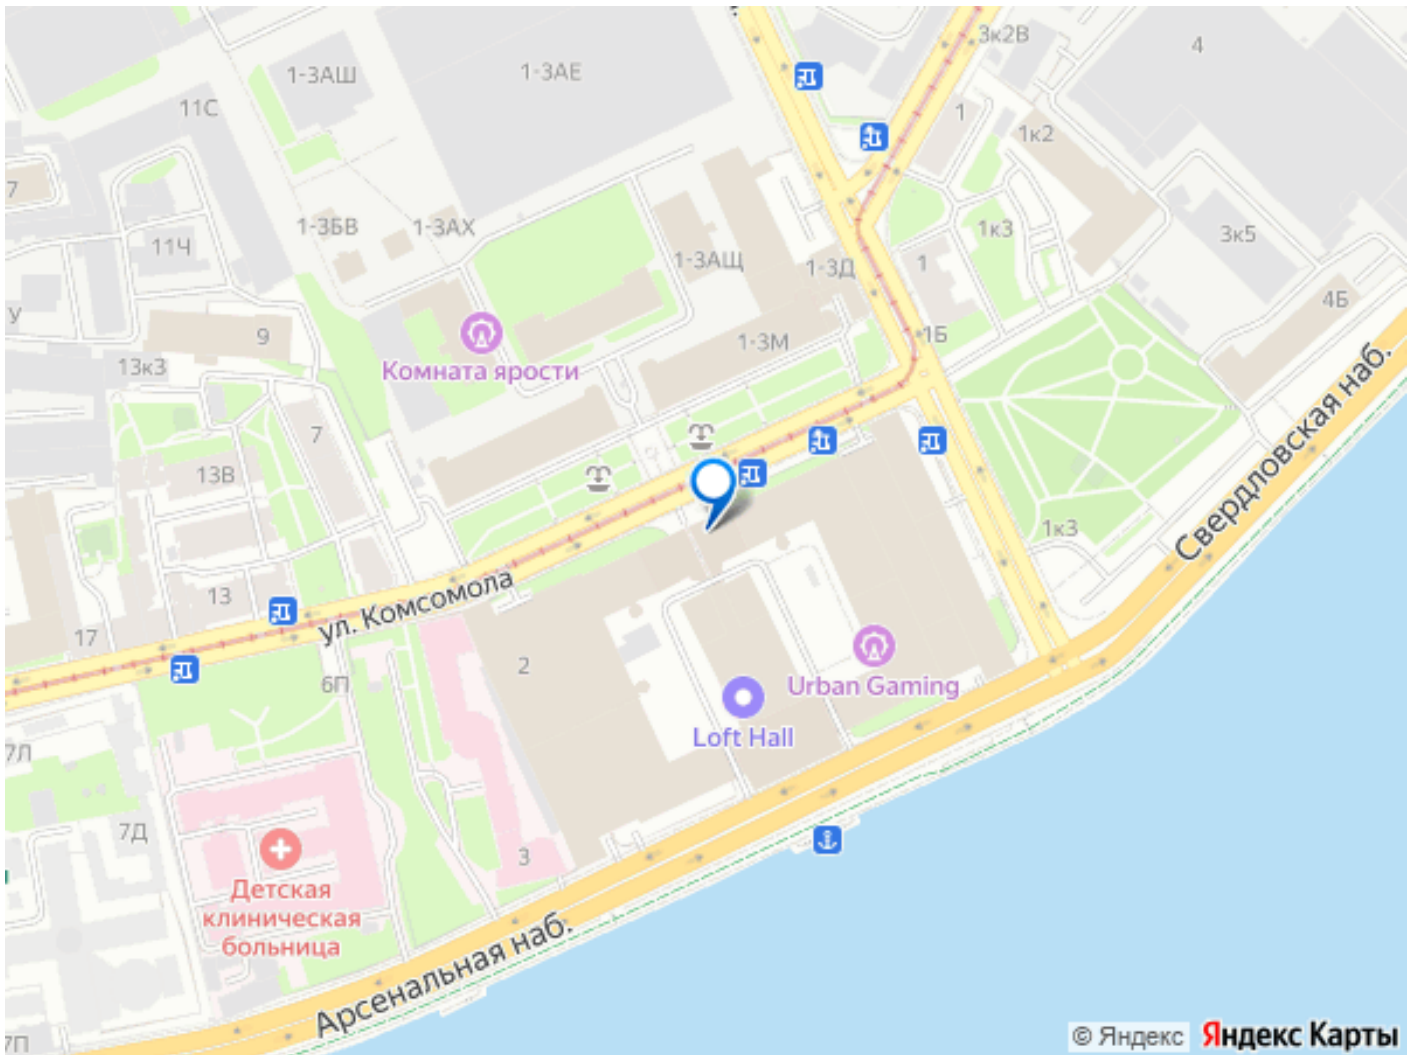 3к2В
4
1-3АШ
1-3АЕ
11С
1
1к2
7
1-3БВ
1-3АХ
1к3
3к5
11Ч
1-3АЩ
1-3Д
1
4Б
У
9
1-3М
1Б
13к3
Комната ярости
7
13В
Свердловская наб.
1к3
13
ул. Комсомола
17
2
6П
Urban Gaming
Loft Hall
7Л
7Д
3
Детская
клиническая
больница
Арсенальная наб.
7П
© Яндекс
Яндекс Карты